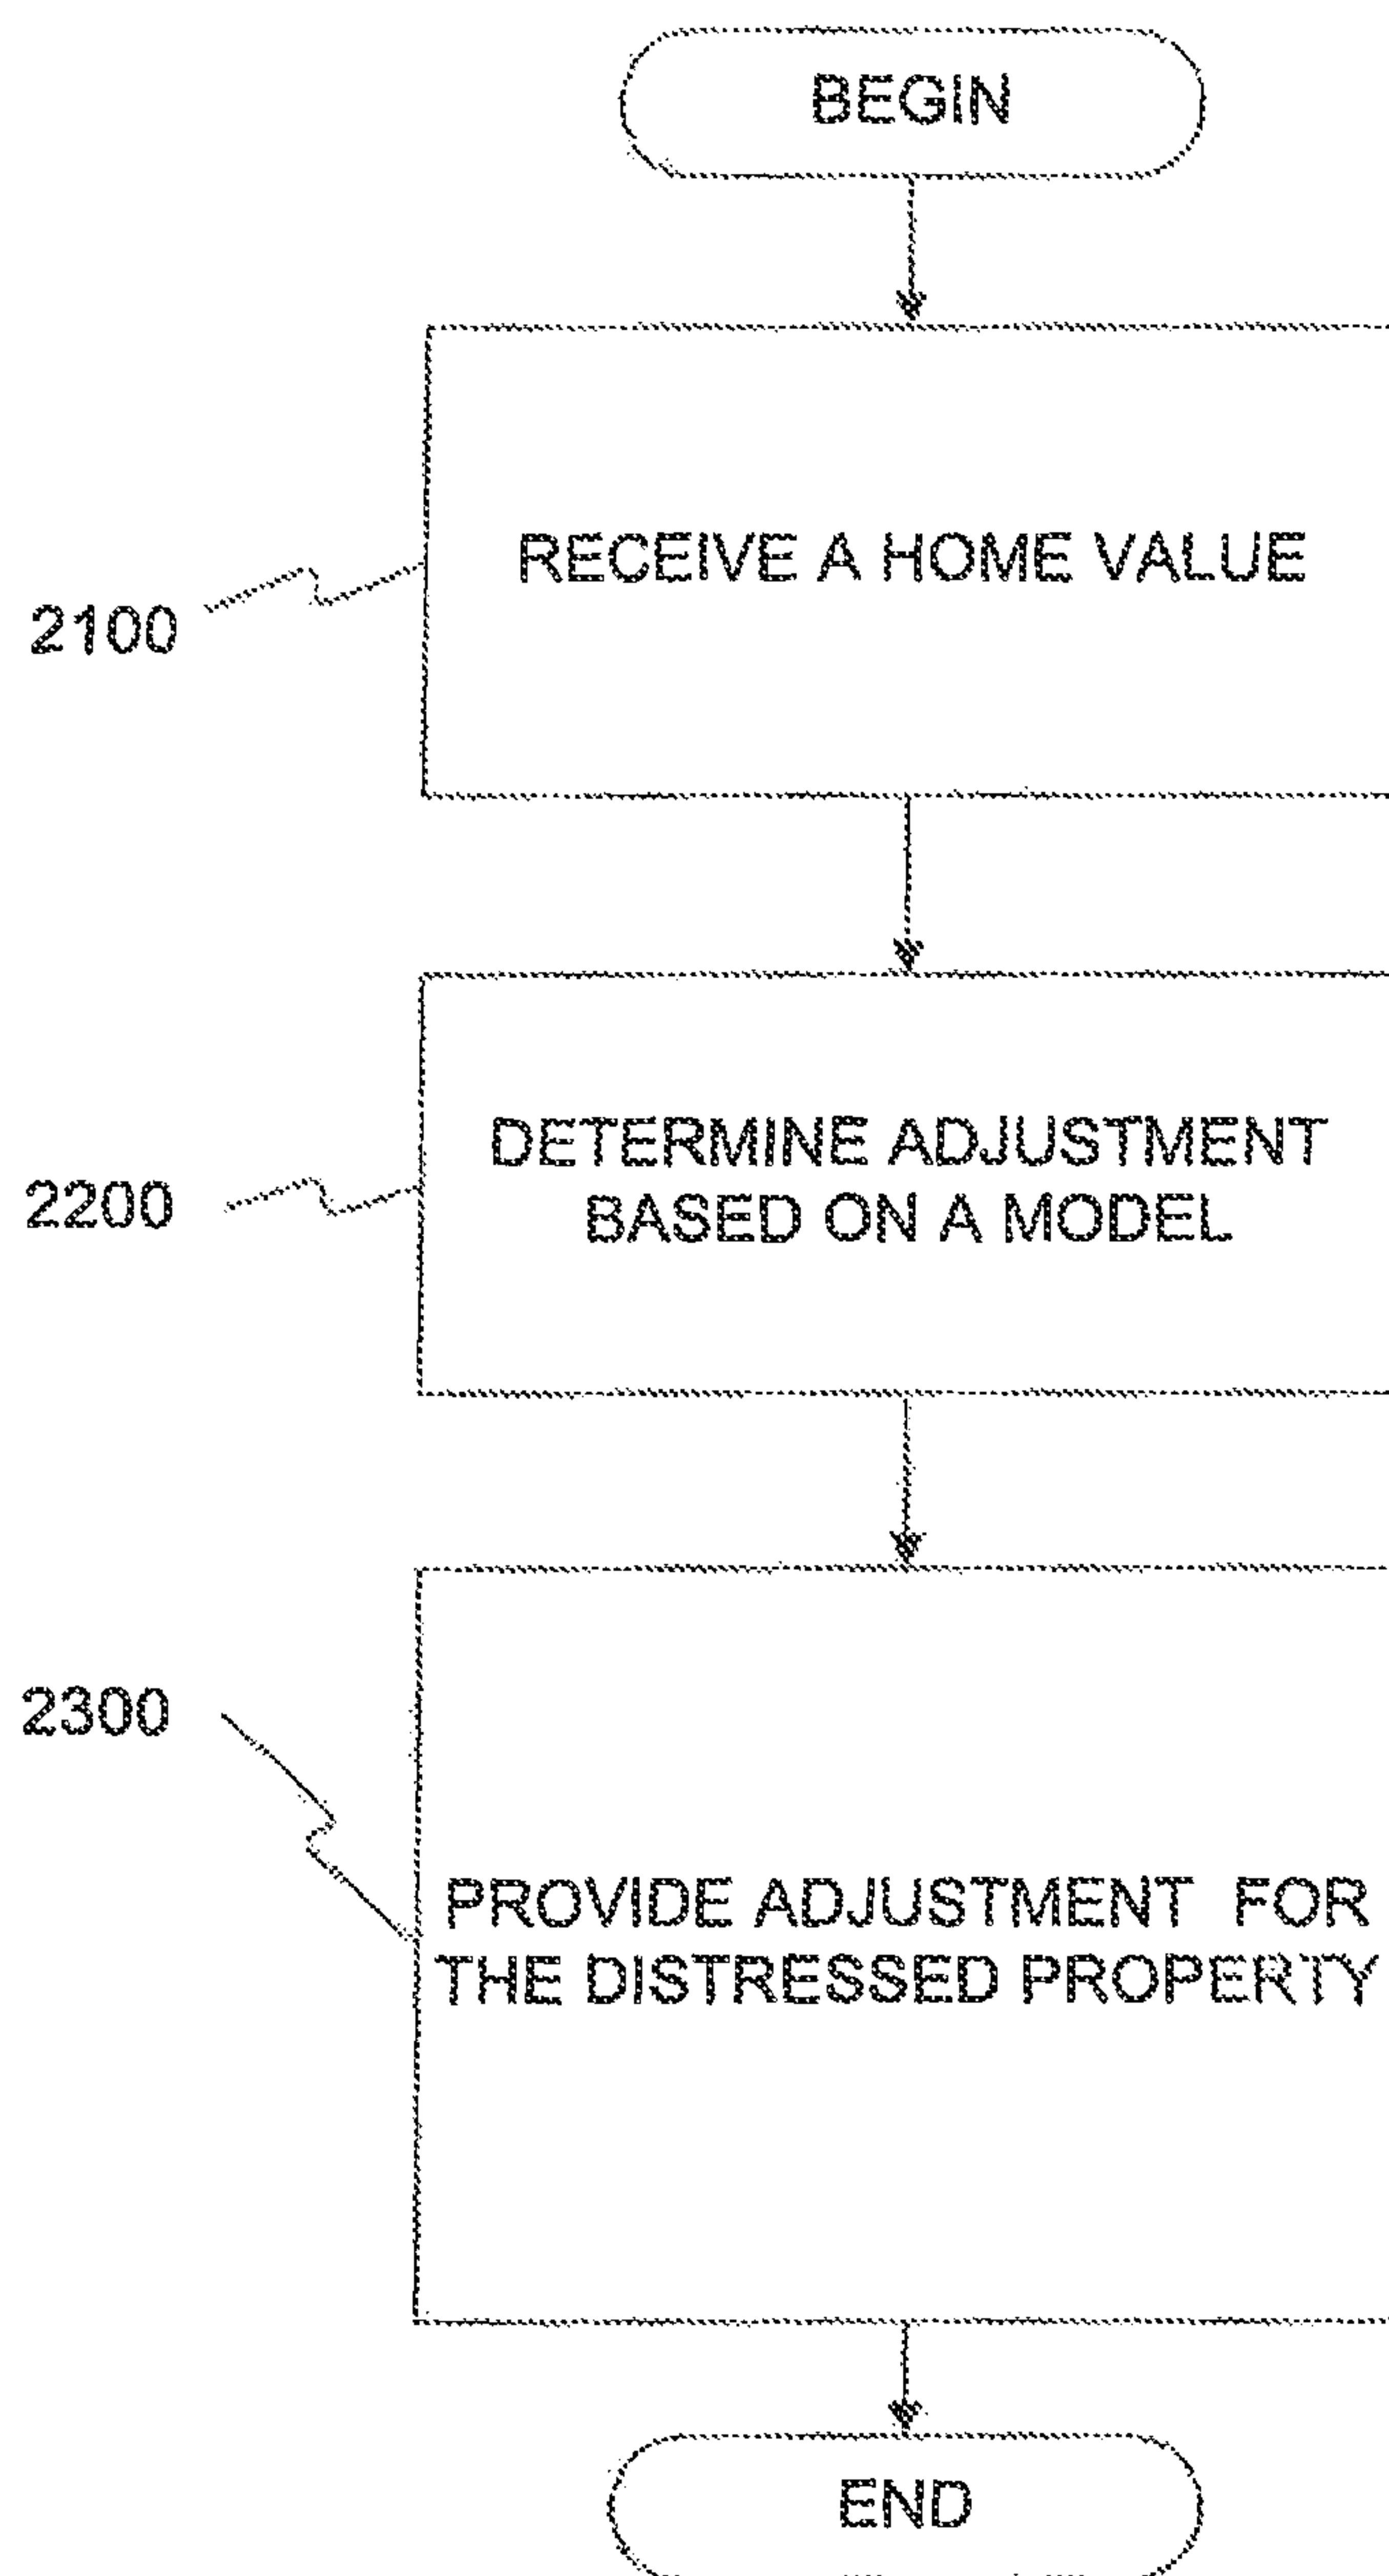 BEGIN
RECEIVE A HOME VALUE
2100
DETERMINE ADJUSTMENT
BASED ON A MODEL
2200
2300
PROVIDE ADJUSTMENT FOR
THE DISTRESSED PROPERTY
END